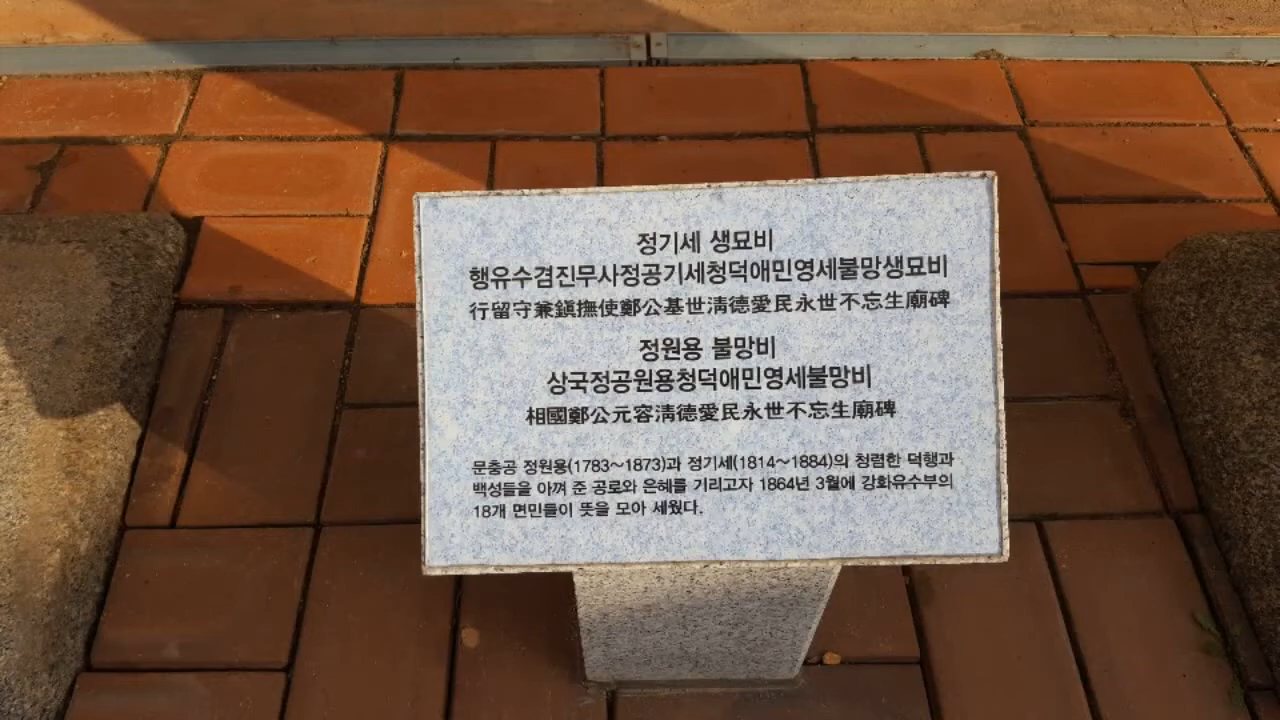 정기세 생묘비
행유수겸진무사정공기세청덕애민영세불망생묘비
行留守兼鎭撫使鄭公基世淸德愛民永世不忘生廟碑
정원용 불망비
상국정공원용청덕애민영세불망비
相國鄭公元容淸德愛民永世不忘生廟碑
문충공 정원용(1783~1873)과 정기세(1814~1884)의 청렴한 덕행과
백성들을 아껴 준 공로와 은혜를 기리고자 1864년 3월에 강화유수부의
18개 면민들이 뜻을 모아 세웠다.